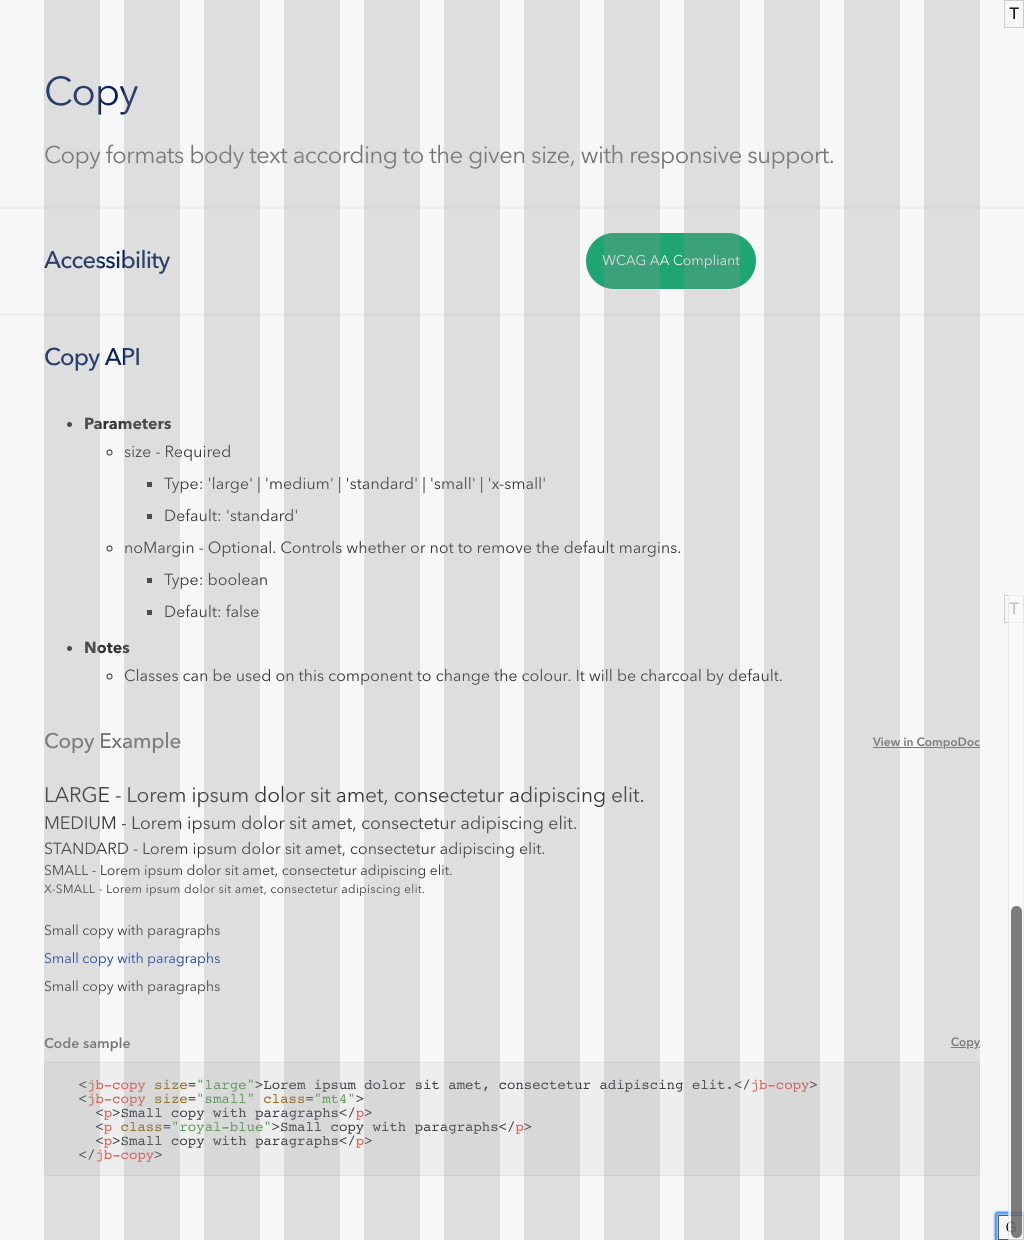 T
Copy
Copy formats body text according to the given size, with responsive support.
Accessibility
WCAG AA Compliant
Copy API
Parameters
size - Required
Type: 'large' | 'medium' | 'standard' | 'small' | 'x-small'
Default: 'standard'
noMargin - Optional. Controls whether or not to remove the default margins.
Type: boolean
Default: false
T
Notes
Classes can be used on this component to change the colour. It will be charcoal by default.
Copy Example
View in CompoDoc
LARGE - Lorem ipsum dolor sit amet, consectetur adipiscing elit.
MEDIUM - Lorem ipsum dolor sit amet, consectetur adipiscing elit.
STANDARD - Lorem ipsum dolor sit amet, consectetur adipiscing elit.
SMALL - Lorem ipsum dolor sit amet, consectetur adipiscing elit.
X-SMALL - Lorem ipsum dolor sit amet, consectetur adipiscing elit.
Small copy with paragraphs
Small copy with paragraphs
Small copy with paragraphs
Code sample
Copy
<jb-copy size="large">Lorem ipsum dolor sit amet, consectetur adipiscing elit.</jb-copy>
<jb-copy size="small" class="mt4">
<p>Small copy with paragraphs</p>
<p class="royal-blue">Small copy with paragraphs</p>
<p>Small copy with paragraphs</p>
</jb-copy>
G